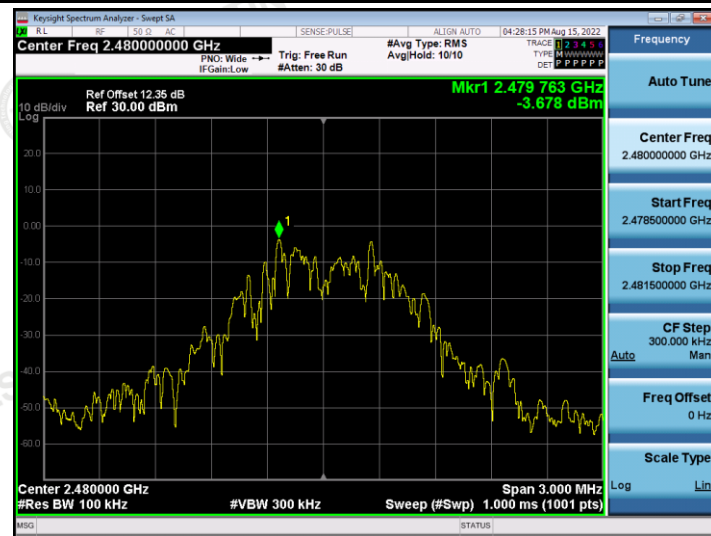 Keysight Spectrum Analyzer - Swept SA
RL RF 50 Ω AC SENSE:PULSE ALIGN AUTO 04:28:15 PM Aug 15, 2022
Center Freq 2.480000000 GHz
PNO: Wide
IFGain:Low
Trig: Free Run
#Atten: 30 dB
#Avg Type: RMS
Avg|Hold: 10/10
TRACE 1 2 3 4 5 6
TYPE M W W W W W
DET P P P P P P
Mkr1 2.479 763 GHz
-3.678 dBm
Ref Offset 12.35 dB
10 dB/div Ref 30.00 dBm
Log
20.0
10.0
0.00
-10.0
-20.0
-30.0
-40.0
-50.0
-60.0
1
Center 2.480000 GHz Span 3.000 MHz
#Res BW 100 kHz #VBW 300 kHz Sweep (#Swp) 1.000 ms (1001 pts)
MSG STATUS
Frequency
Auto Tune
Center Freq
2.480000000 GHz
Start Freq
2.478500000 GHz
Stop Freq
2.481500000 GHz
CF Step
300.000 kHz
Auto Man
Freq Offset
0 Hz
Scale Type
Log Lin